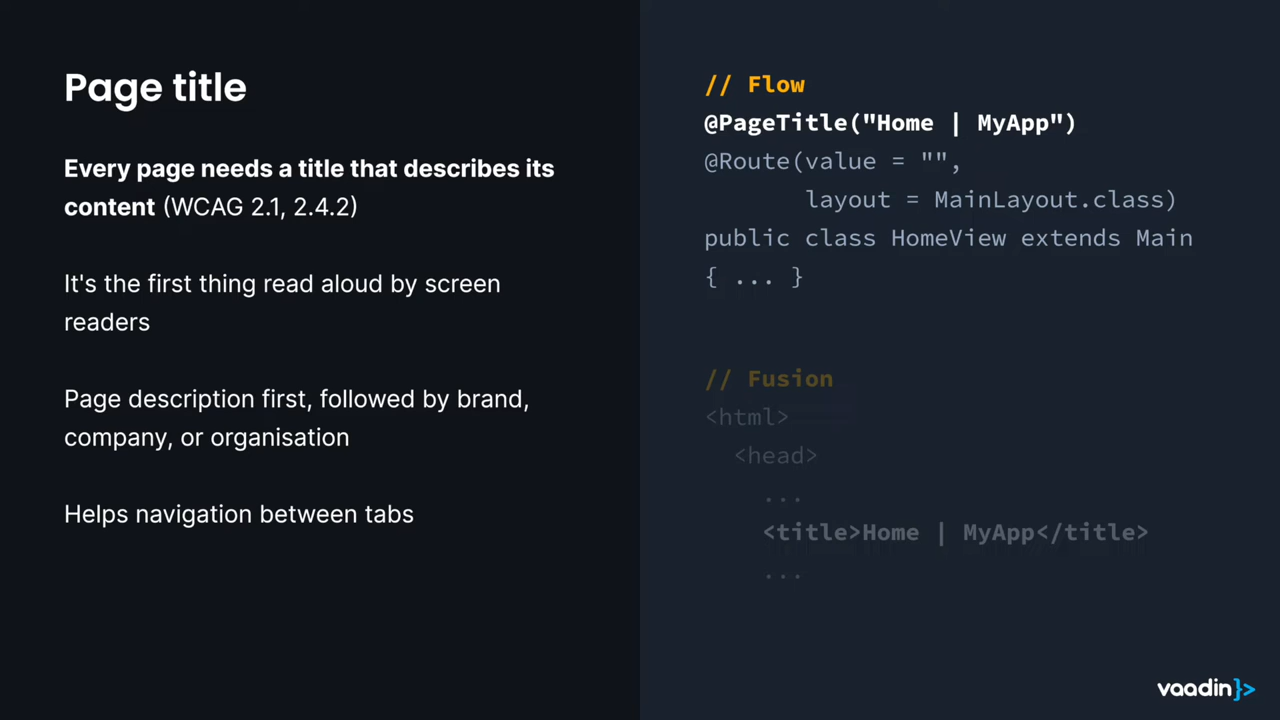 Page title
Every page needs a title that describes its
content (WCAG 2.1, 2.4.2)
It's the first thing read aloud by screen
readers
Page description first, followed by brand,
company, or organisation
Helps navigation between tabs
// Flow
@PageTitle("Home | MyApp")
@Route(value = "",
layout = MainLayout.class)
public class HomeView extends Main
{ ... }
// Fusion
<html>
<head>
...
<title>Home | MyApp</title>
...
vaadin}>